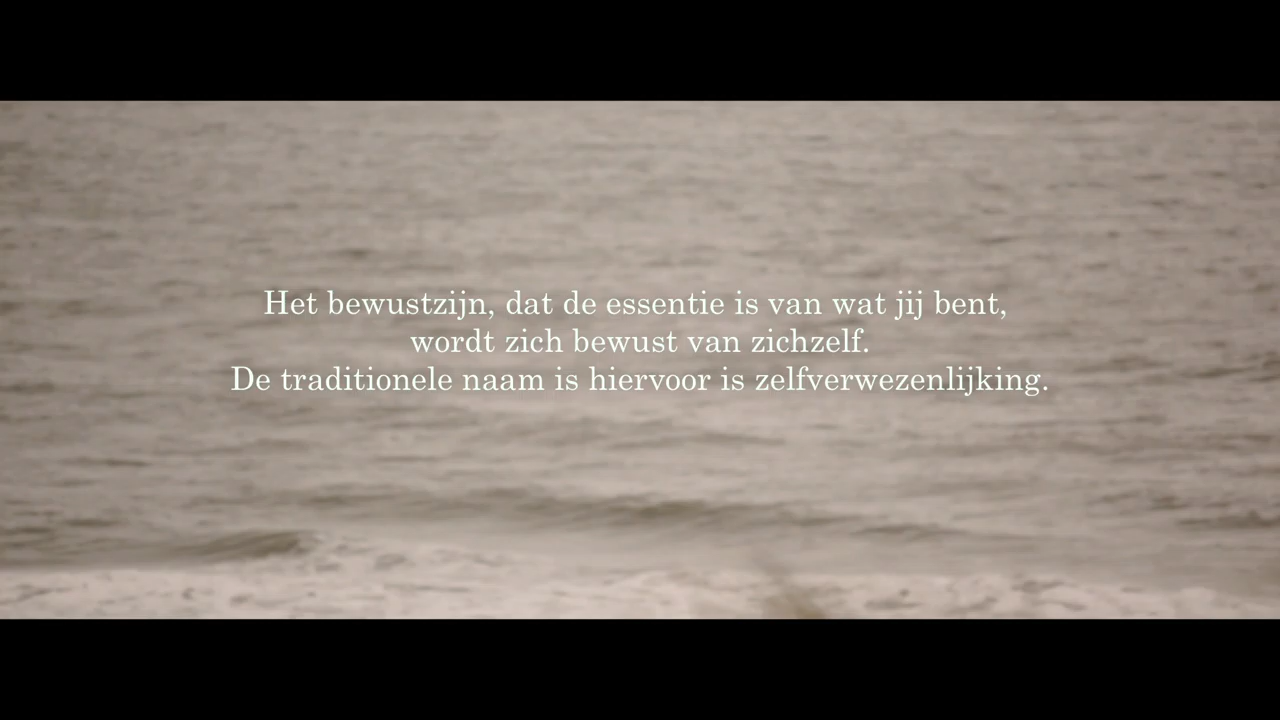 Het bewustzijn, dat de essentie is van wat jij bent,
wordt zich bewust van zichzelf.
De traditionele naam is hiervoor is zelfverwezenlijking.